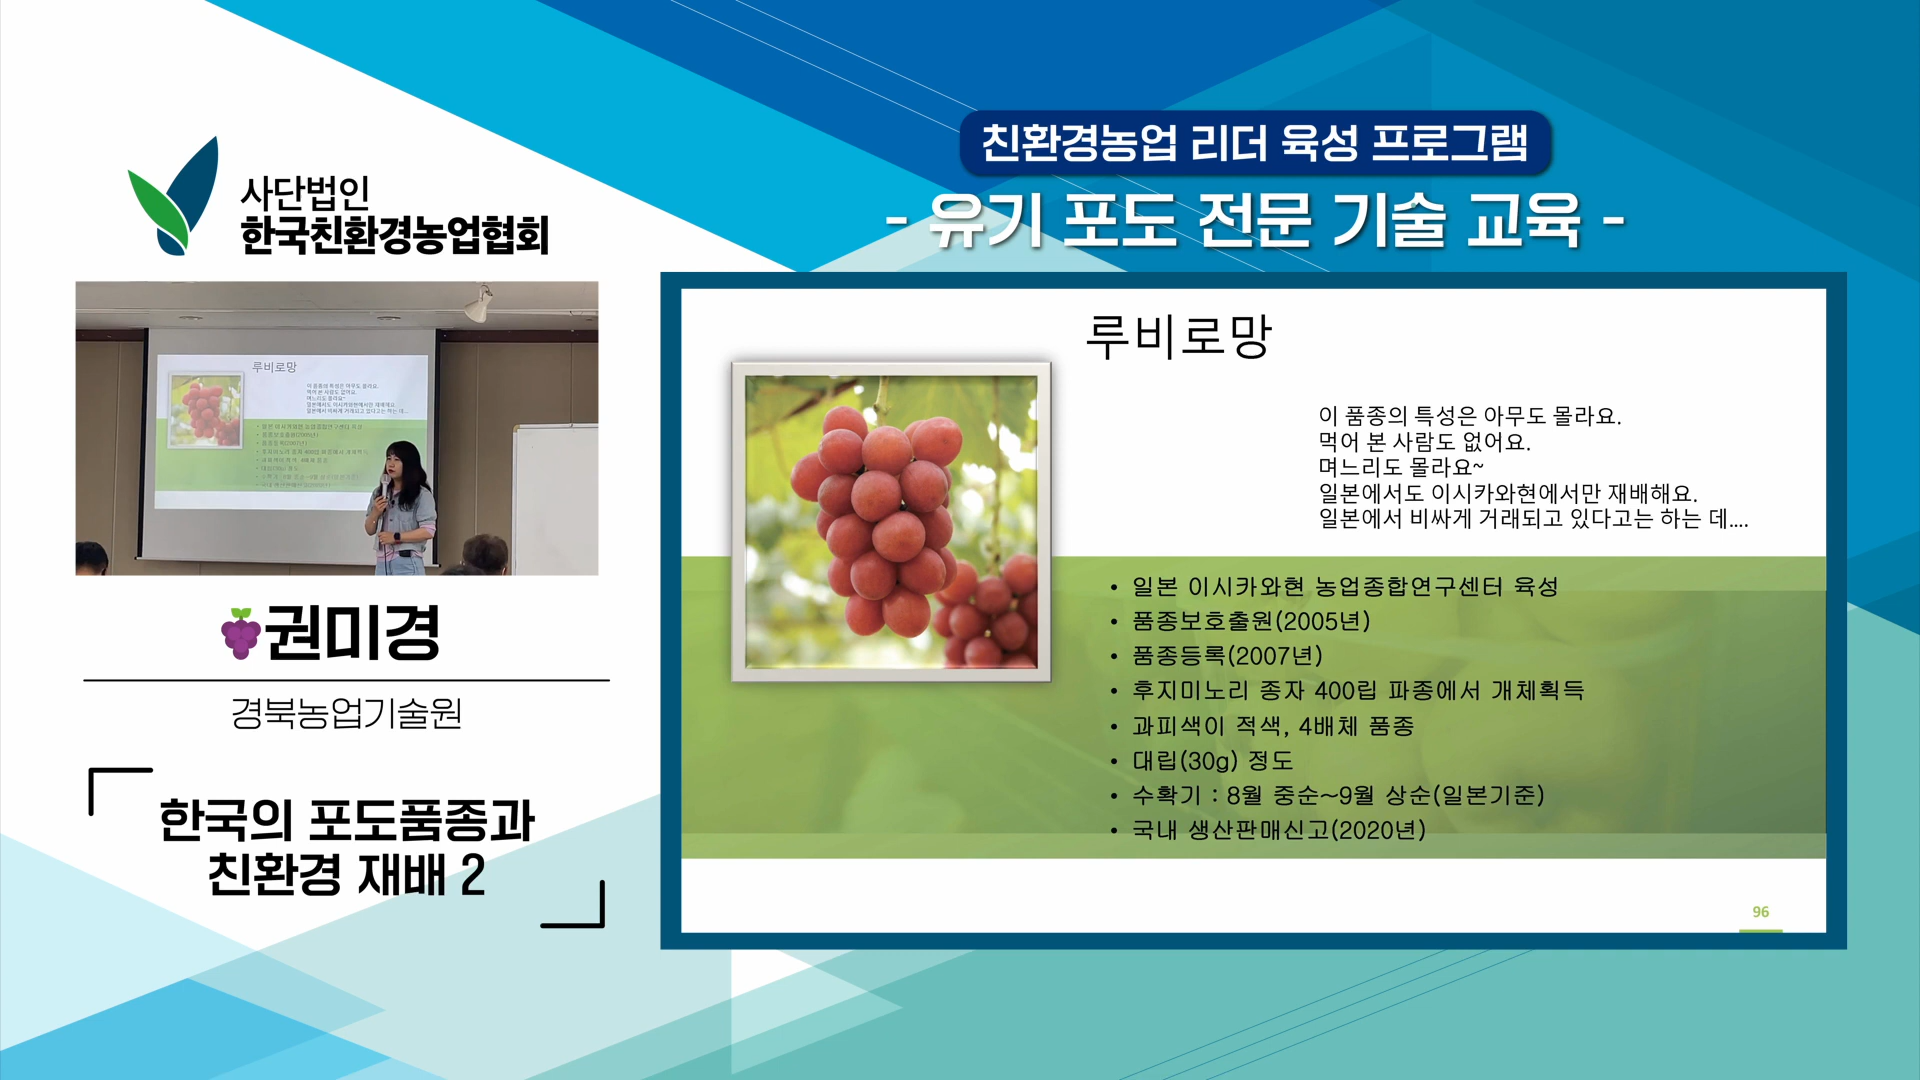 사단법인
한국친환경농업협회
친환경농업 리더 육성 프로그램
- 유기 포도 전문 기술 교육 -
루비로망
이 품종의 특성은 아무도 몰라요.
먹어 본 사람도 없어요.
며느리도 몰라요~
일본에서도 이시카와현에서만 재배해요.
일본에서 비싸게 거래되고 있다고는 하는 데....
• 일본 이시카와현 농업종합연구센터 육성
• 품종보호출원(2005년)
• 품종등록(2007년)
• 후지미노리 종자 400립 파종에서 개체획득
• 과피색이 적색, 4배체 품종
• 대립(30g) 정도
• 수확기 : 8월 중순~9월 상순(일본기준)
• 국내 생산판매신고(2020년)
96
루비로망
권미경
경북농업기술원
한국의 포도품종과
친환경 재배 2